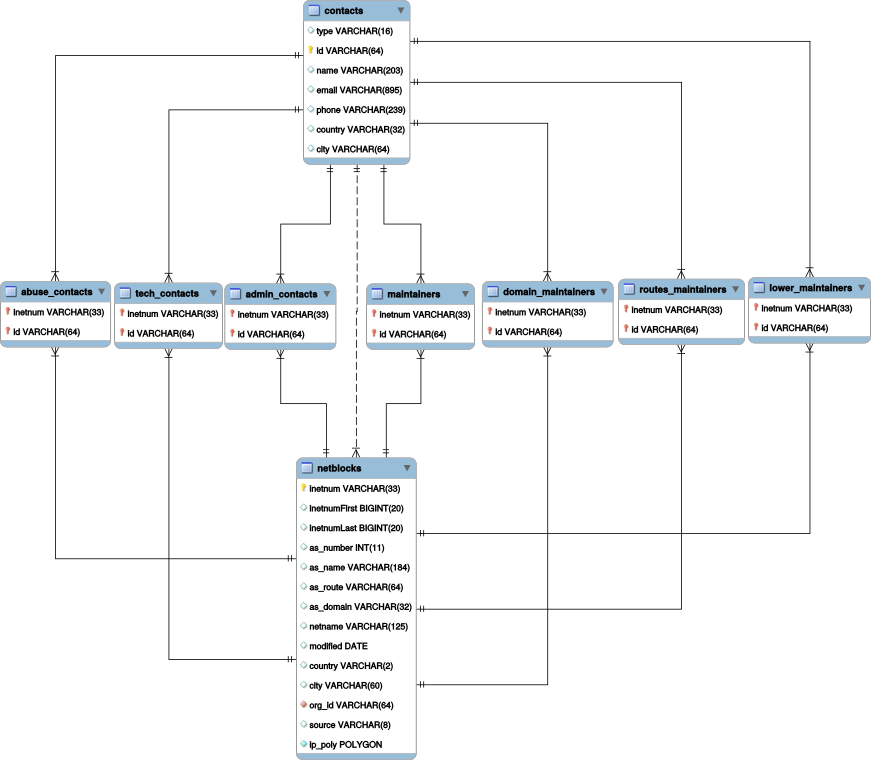 contacts
type VARCHAR(16)
id VARCHAR(64)
name VARCHAR(203)
email VARCHAR(895)
phone VARCHAR(239)
country VARCHAR(32)
city VARCHAR(64)
abuse_contacts
inetnum VARCHAR(33)
id VARCHAR(64)
tech_contacts
inetnum VARCHAR(33)
id VARCHAR(64)
admin_contacts
inetnum VARCHAR(33)
id VARCHAR(64)
maintainers
inetnum VARCHAR(33)
id VARCHAR(64)
domain_maintainers
inetnum VARCHAR(33)
id VARCHAR(64)
routes_maintainers
inetnum VARCHAR(33)
id VARCHAR(64)
lower_maintainers
inetnum VARCHAR(33)
id VARCHAR(64)
netblocks
inetnum VARCHAR(33)
inetnumFirst BIGINT(20)
inetnumLast BIGINT(20)
as_number INT(11)
as_name VARCHAR(184)
as_route VARCHAR(64)
as_domain VARCHAR(32)
netname VARCHAR(125)
modified DATE
country VARCHAR(2)
city VARCHAR(60)
org_id VARCHAR(64)
source VARCHAR(8)
ip_poly POLYGON